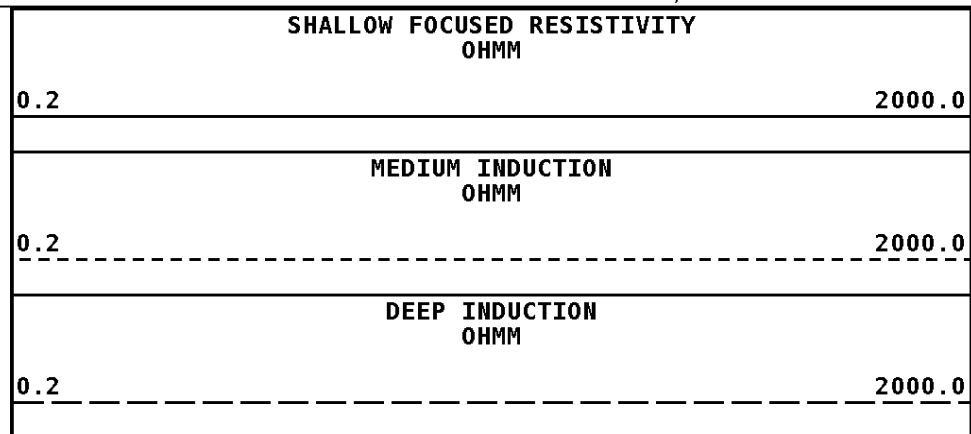 SHALLOW FOCUSED RESISTIVITY
OHMM
0.2 2000.0
MEDIUM INDUCTION
OHMM
0.2 2000.0
DEEP INDUCTION
OHMM
0.2 2000.0